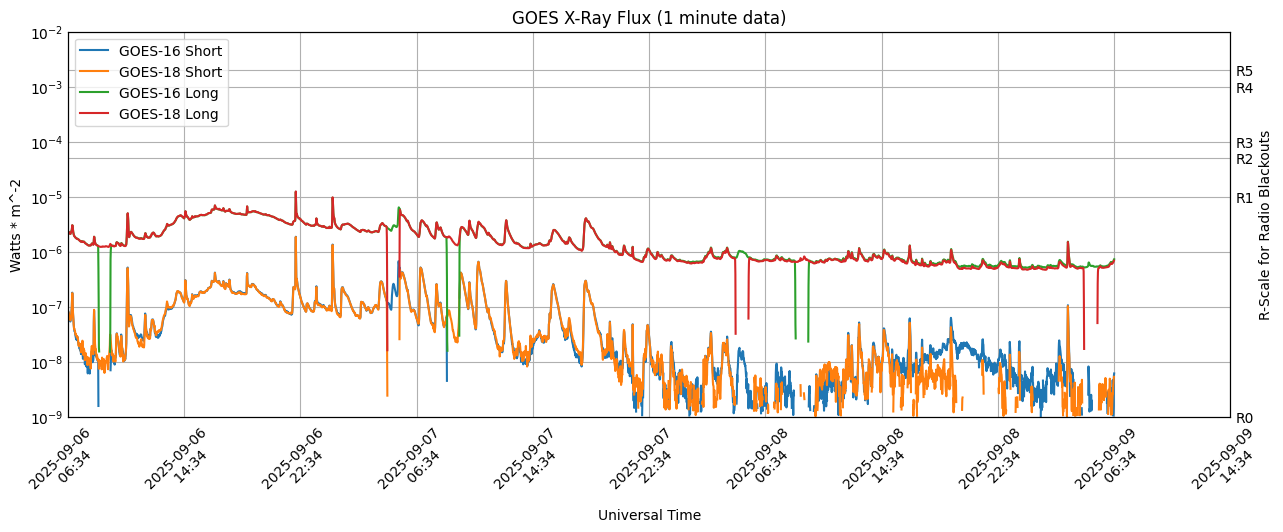 GOES X-Ray Flux (1 minute data)
GOES-16 Short
GOES-18 Short
GOES-16 Long
GOES-18 Long
10^-2
10^-3
10^-4
10^-5
10^-6
10^-7
10^-8
10^-9
Watts * m^-2
R5
R4
R3
R2
R1
R0
R-Scale for Radio Blackouts
2025-09-06
06:34
2025-09-06
14:34
2025-09-06
22:34
2025-09-07
06:34
2025-09-07
14:34
2025-09-07
22:34
2025-09-08
06:34
2025-09-08
14:34
2025-09-08
22:34
2025-09-09
06:34
2025-09-09
14:34
Universal Time